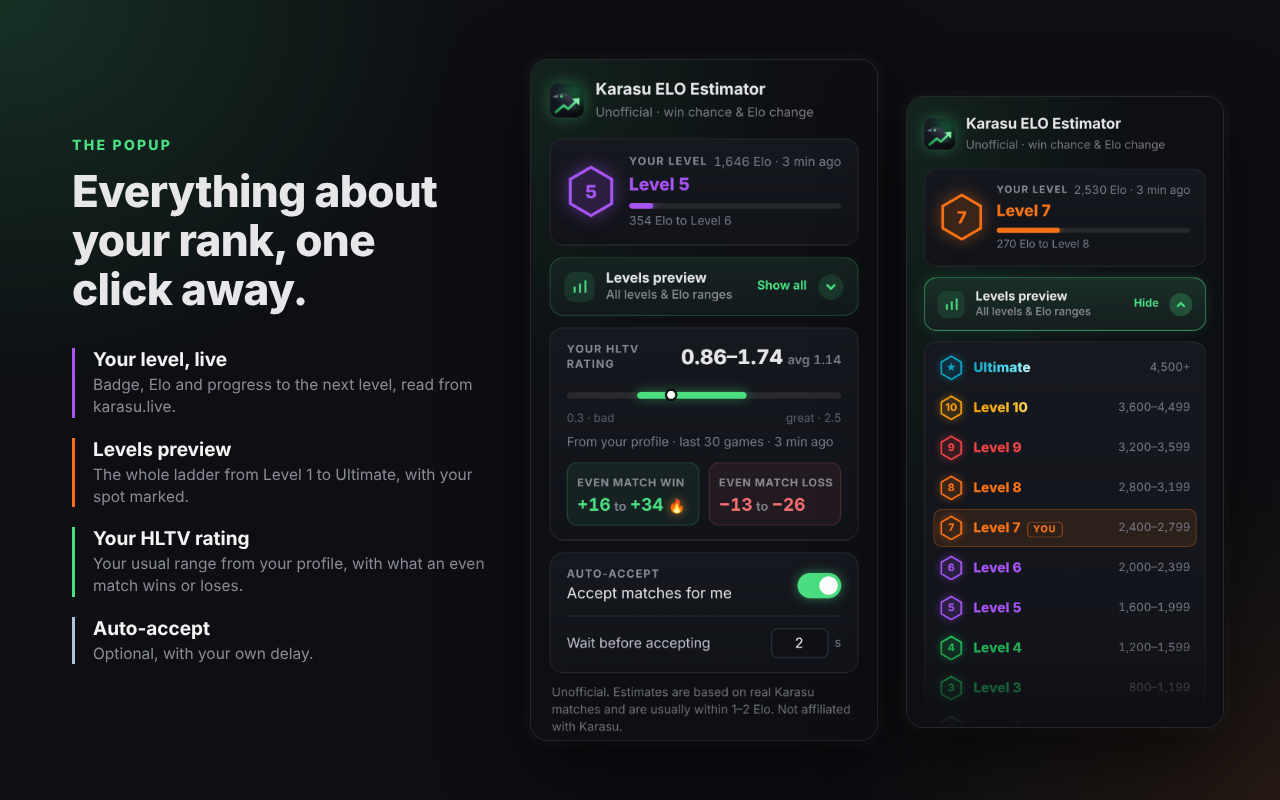 THE POPUP
Everything about
your rank, one
click away.
Your level, live
Badge, Elo and progress to the next level, read from
karasu.live.
Levels preview
The whole ladder from Level 1 to Ultimate, with your
spot marked.
Your HLTV rating
Your usual range from your profile, with what an even
match wins or loses.
Auto-accept
Optional, with your own delay.
Karasu ELO Estimator
Unofficial · win chance & Elo change
5
YOUR LEVEL 1,646 Elo · 3 min ago
Level 5
354 Elo to Level 6
Levels preview
All levels & Elo ranges
Show all
YOUR HLTV
RATING
0.86–1.74 avg 1.14
0.3 · bad great · 2.5
From your profile · last 30 games · 3 min ago
EVEN MATCH WIN
+16 to +34 🔥
EVEN MATCH LOSS
−13 to −26
AUTO-ACCEPT
Accept matches for me
Wait before accepting 2 s
Unofficial. Estimates are based on real Karasu
matches and are usually within 1–2 Elo. Not affiliated
with Karasu.
Karasu ELO Estimator
Unofficial · win chance & Elo change
7
YOUR LEVEL 2,530 Elo · 3 min ago
Level 7
270 Elo to Level 8
Levels preview
All levels & Elo ranges
Hide
★ Ultimate 4,500+
10 Level 10 3,600–4,499
9 Level 9 3,200–3,599
8 Level 8 2,800–3,199
7 Level 7 YOU 2,400–2,799
6 Level 6 2,000–2,399
5 Level 5 1,600–1,999
4 Level 4 1,200–1,599
3 Level 3 800–1,199